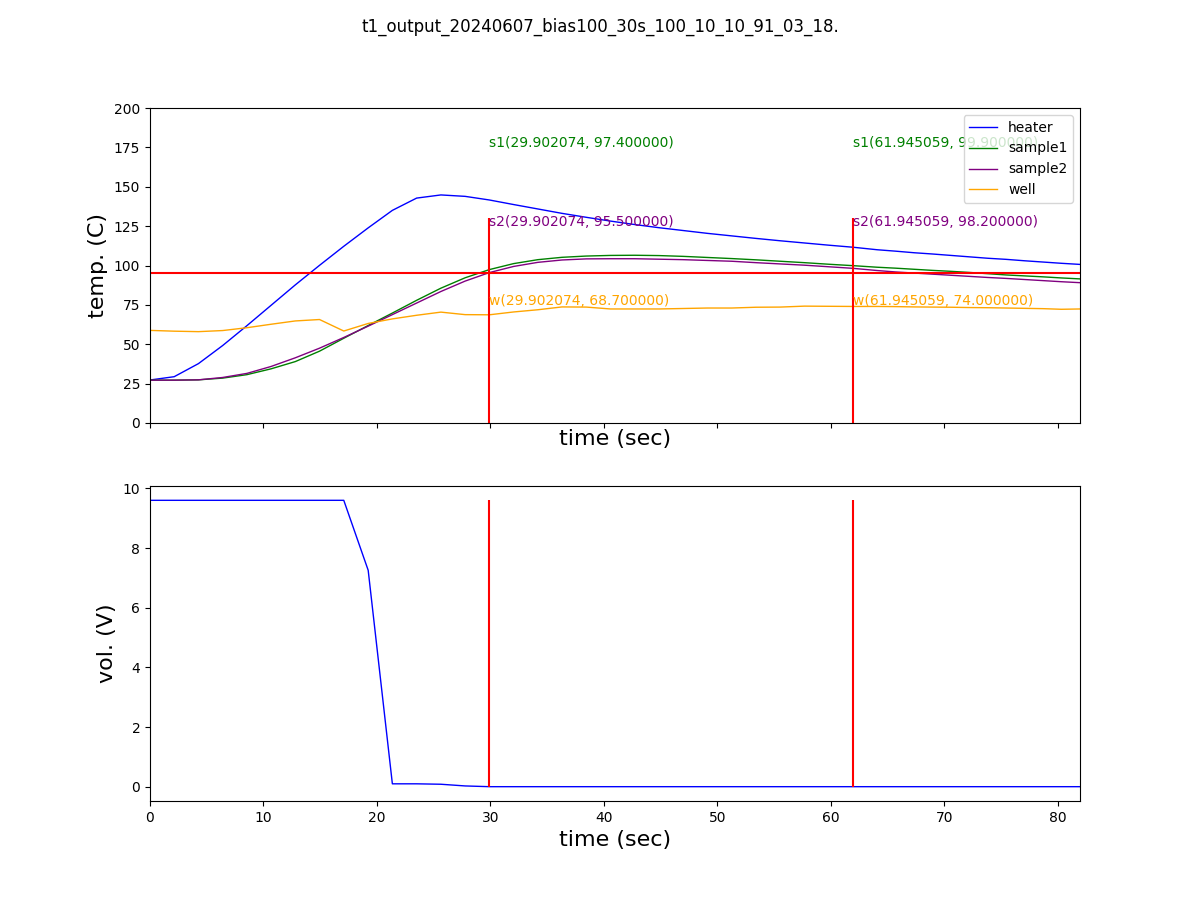 t1_output_20240607_bias100_30s_100_10_10_91_03_18.
200
175
150
125
100
75
50
25
0
temp. (C)
s1(29.902074, 97.400000)
s1(61.945059, 99.900000)
s2(29.902074, 95.500000)
s2(61.945059, 98.200000)
w(29.902074, 68.700000)
w(61.945059, 74.000000)
heater
sample1
sample2
well
time (sec)
10
8
6
4
2
0
vol. (V)
0 10 20 30 40 50 60 70 80
time (sec)